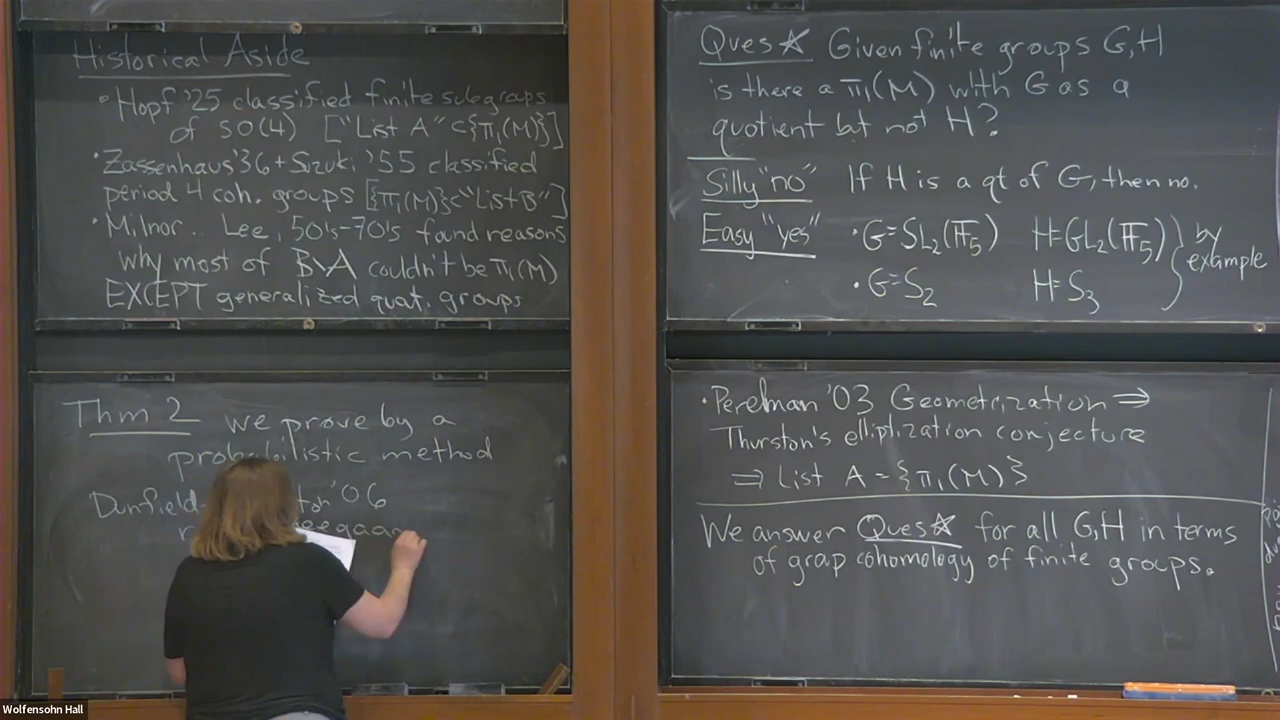 Historical Aside
• Hopf '25 classified finite subgroups
of SO(4) ["List A" ⊂ {π₁(M)}]
• Zassenhaus '36 + Suzuki '55 classified
period 4 coh. groups [{π₁(M)} ⊂ "List B"]
• Milnor .. Lee, 50's-70's found reasons
why most of B\A couldn't be π₁(M)
EXCEPT generalized quat. groups
Thm 2 we prove by a
probabilistic method
Dunfield- '06
Ques☆ Given finite groups G,H
is there a π₁(M) with G as a
quotient but not H?
Silly "no" If H is a qt of G, then no.
Easy "yes" • G=SL₂(𝔽₅) H=GL₂(𝔽₅) } by
example
• G=S₂ H=S₃
• Perelman '03 Geometrization ⇒
Thurston's elliptization conjecture
⇒ List A = {π₁(M)}
We answer Ques☆ for all G,H in terms
of grap cohomology of finite groups.
Wolfensohn Hall